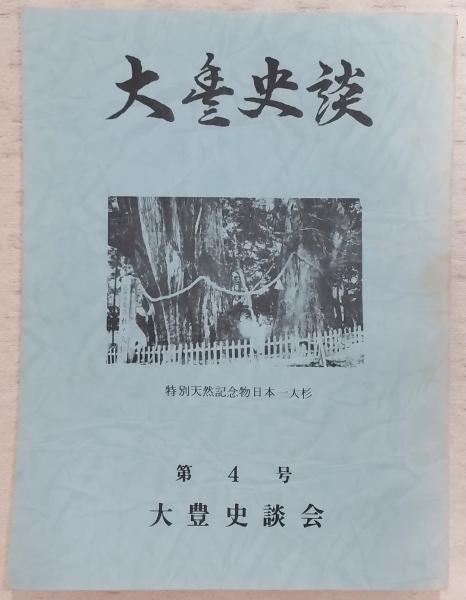 大豊史談
特別天然記念物日本一大杉
第4号
大豊史談会